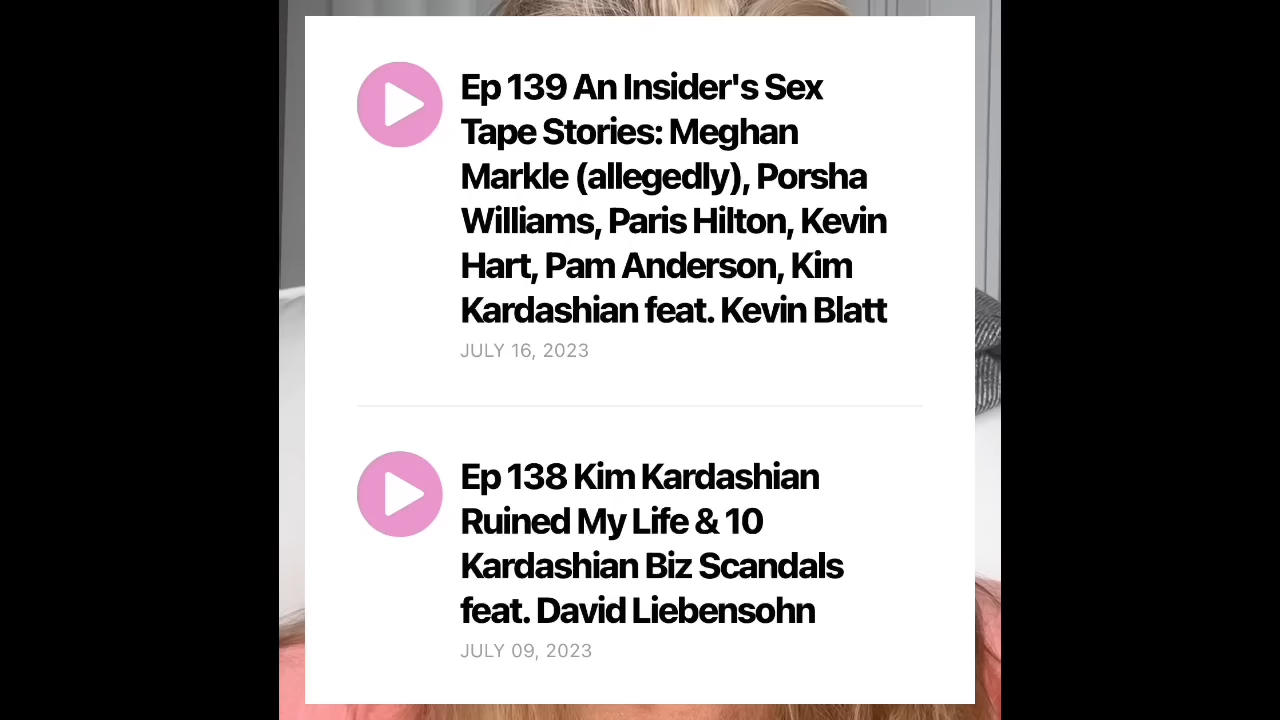 Ep 139 An Insider's Sex
Tape Stories: Meghan
Markle (allegedly), Porsha
Williams, Paris Hilton, Kevin
Hart, Pam Anderson, Kim
Kardashian feat. Kevin Blatt
JULY 16, 2023
Ep 138 Kim Kardashian
Ruined My Life & 10
Kardashian Biz Scandals
feat. David Liebensohn
JULY 09, 2023